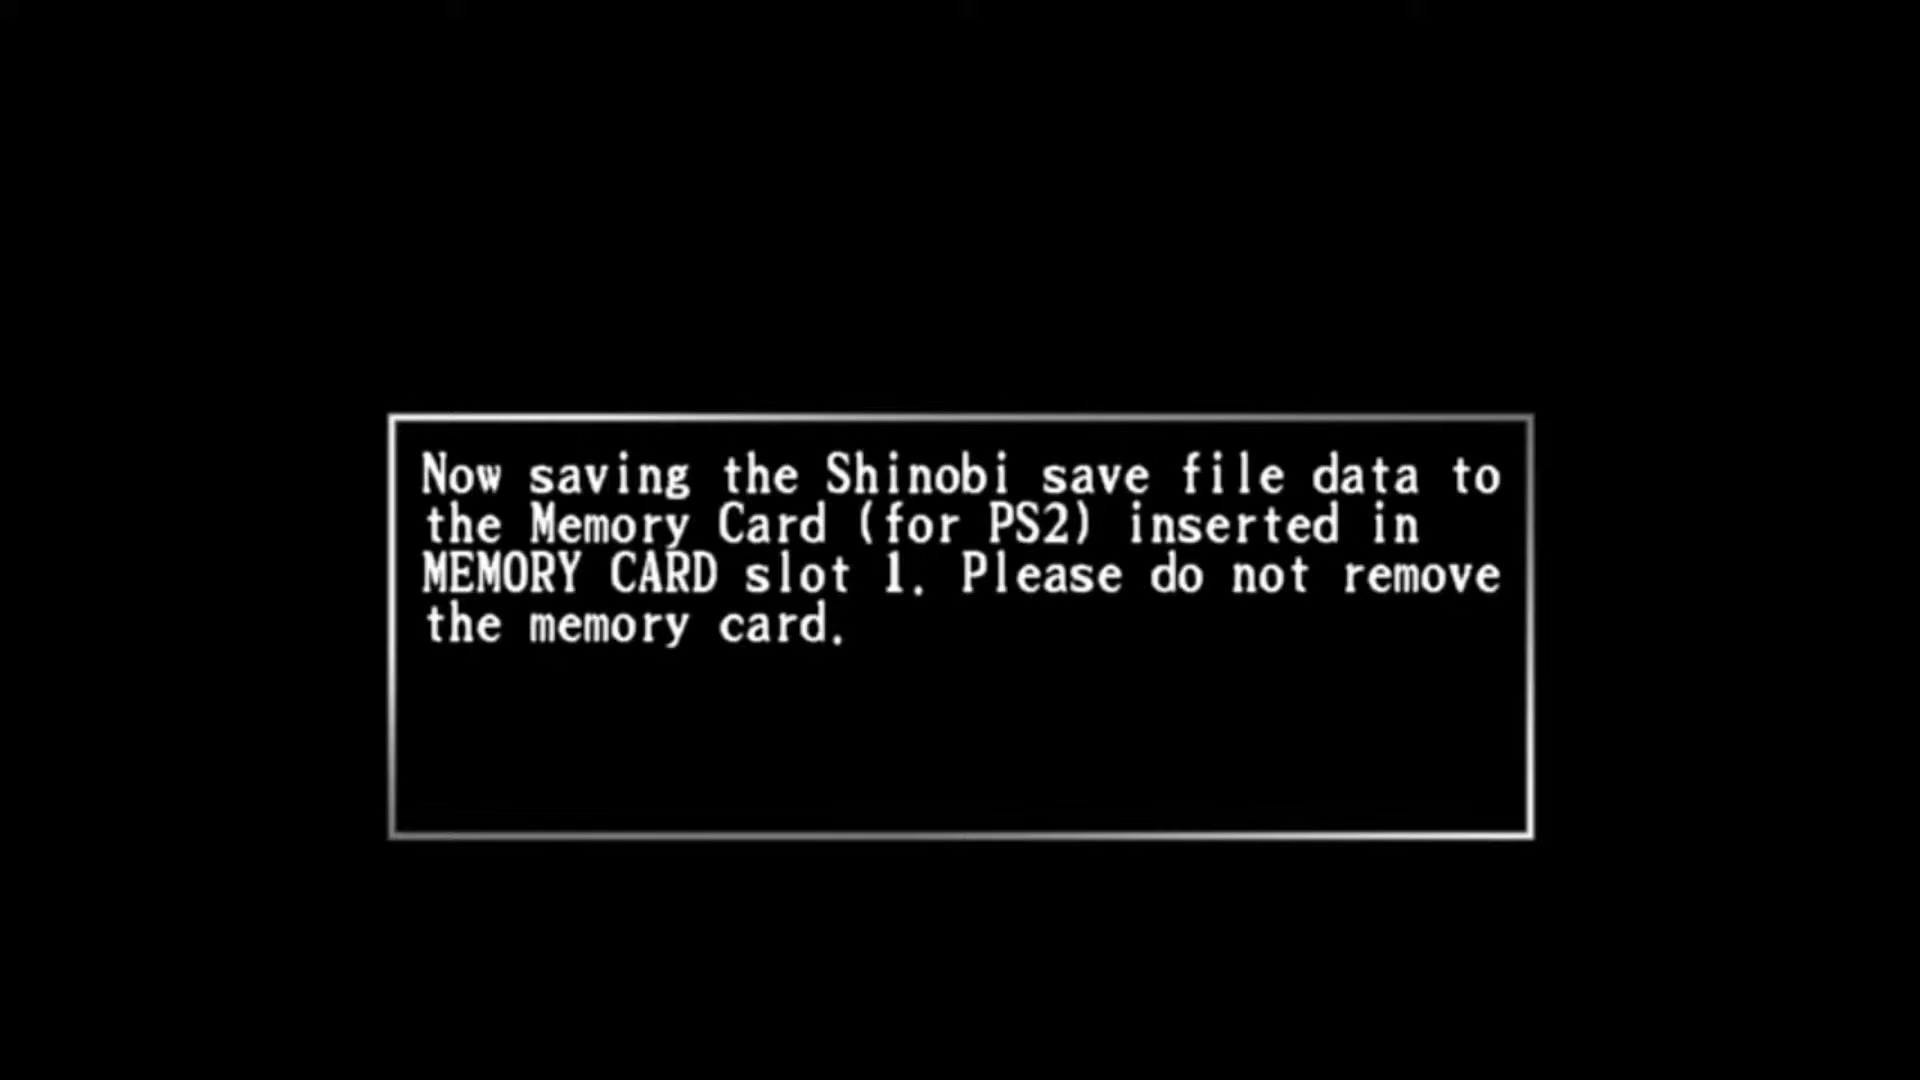 Now saving the Shinobi save file data to
the Memory Card (for PS2) inserted in
MEMORY CARD slot 1. Please do not remove
the memory card.